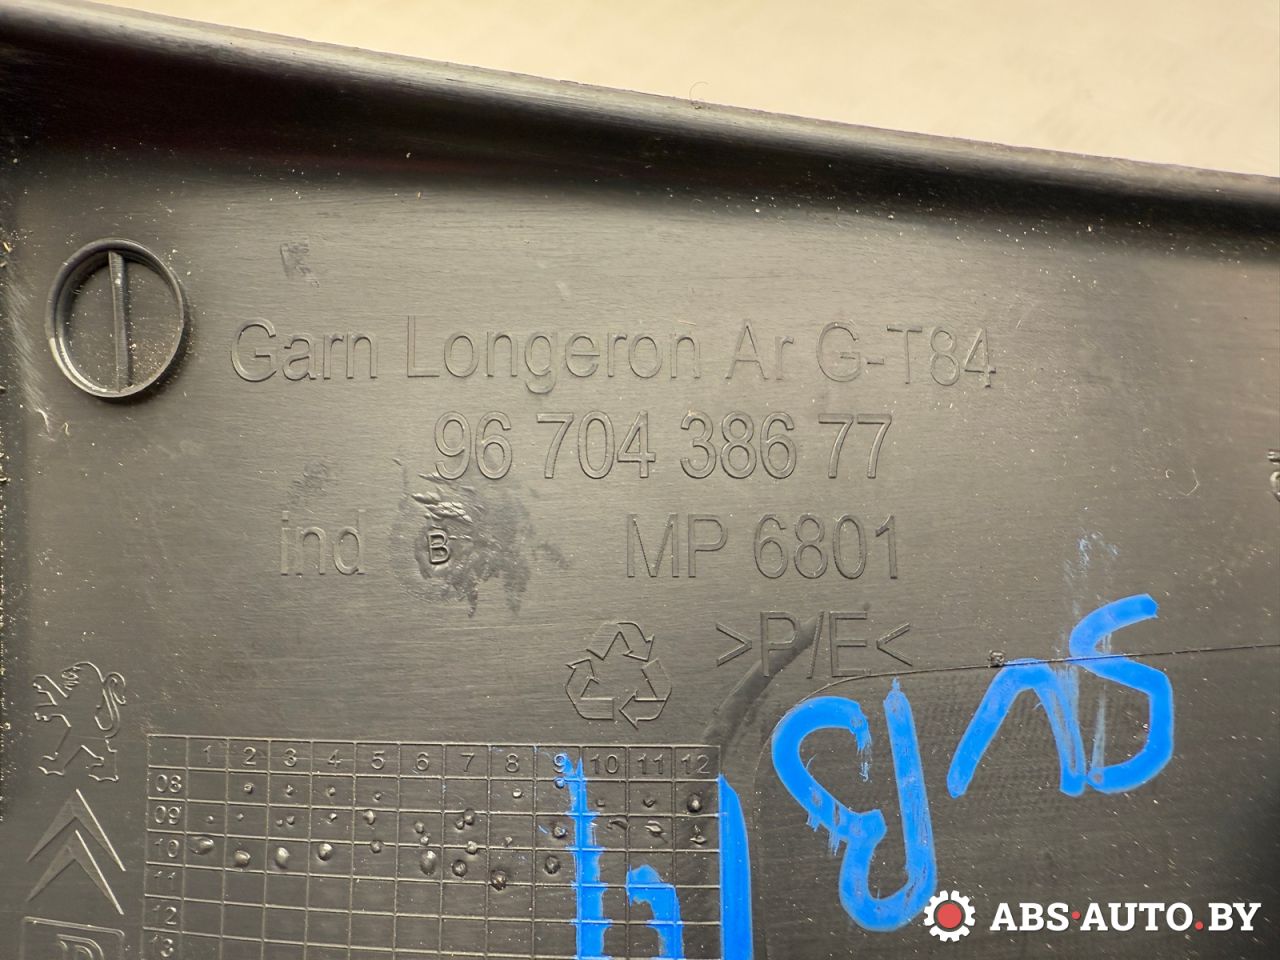 Garn Longeron Ar G-T84
96 704 386 77
ind B MP 6801
>P/E<
1 2 3 4 5 6 7 8 9 10 11 12
08
09
10
11
12
13
ABS·AUTO.BY